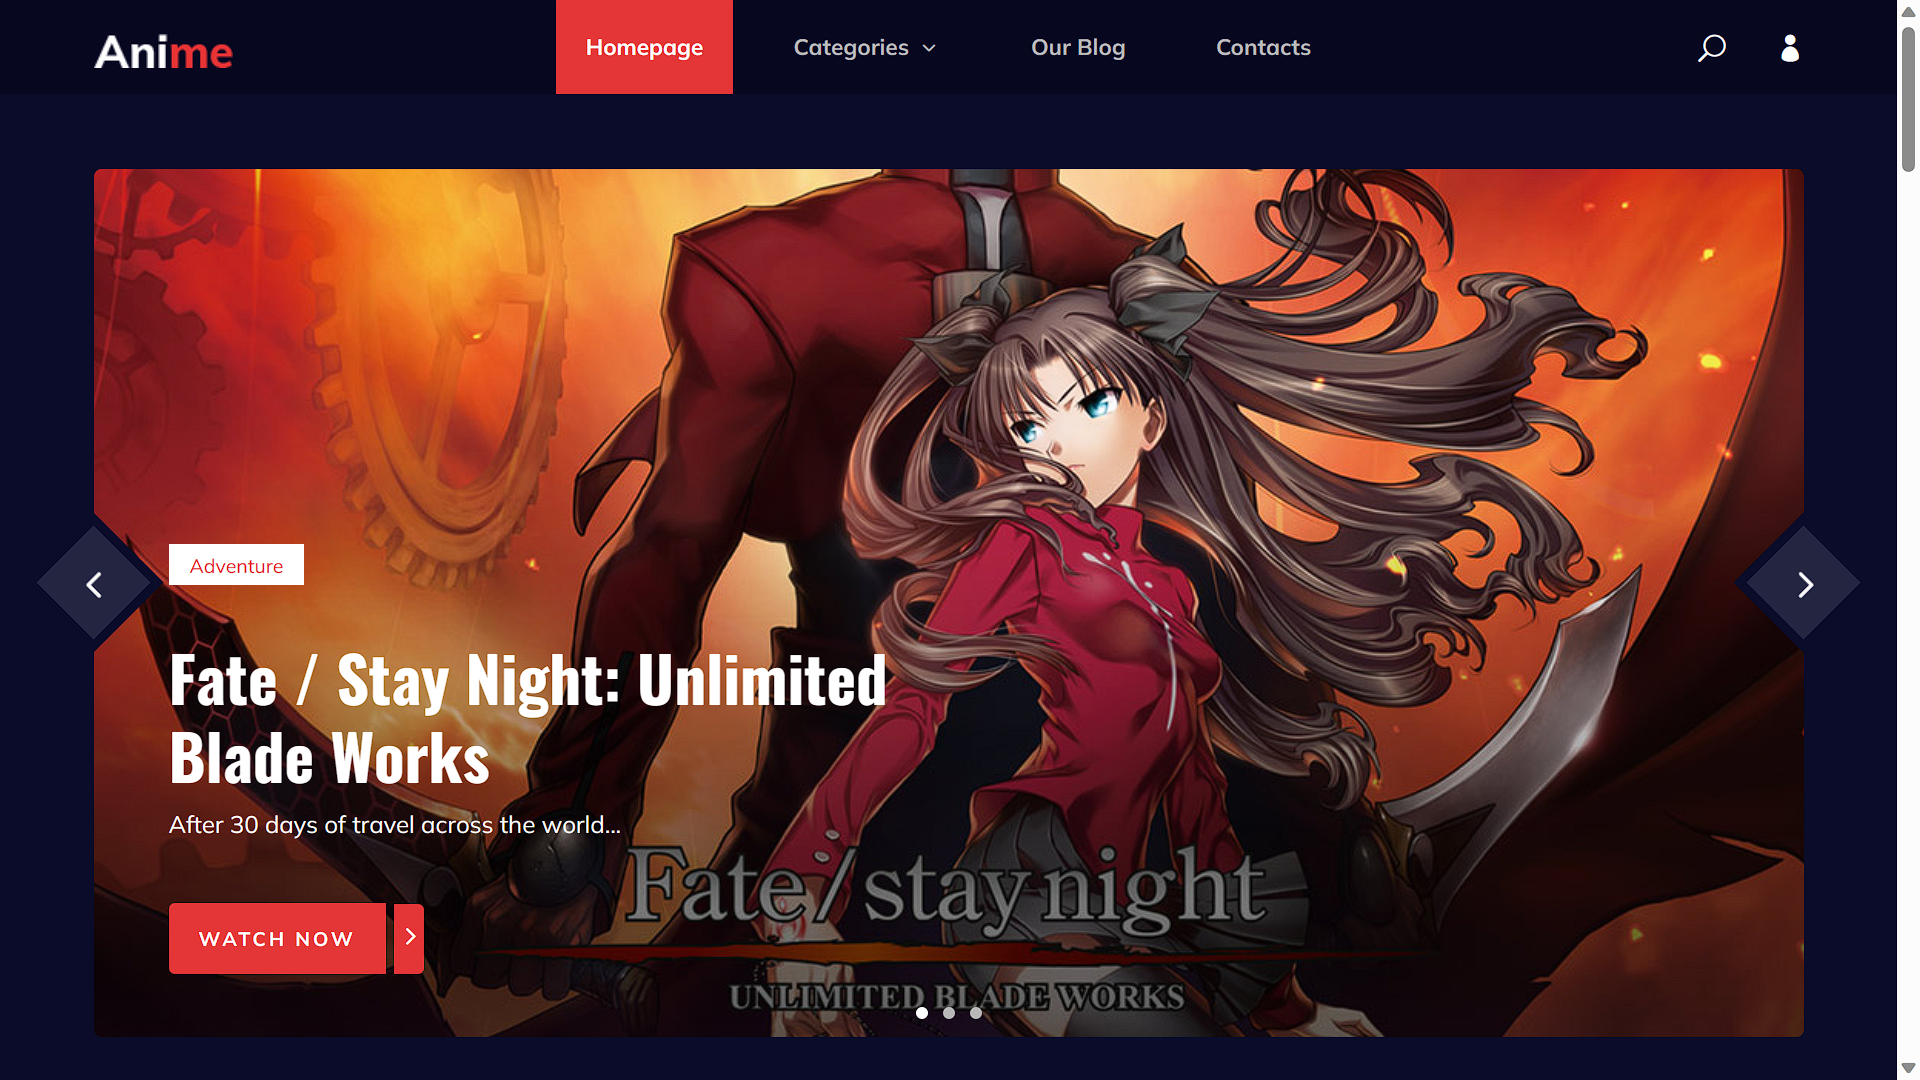 Anime
Homepage
Categories
Our Blog
Contacts
Adventure
Fate / Stay Night: Unlimited
Blade Works
After 30 days of travel across the world...
Fate/stay night
WATCH NOW
UNLIMITED BLADE WORKS